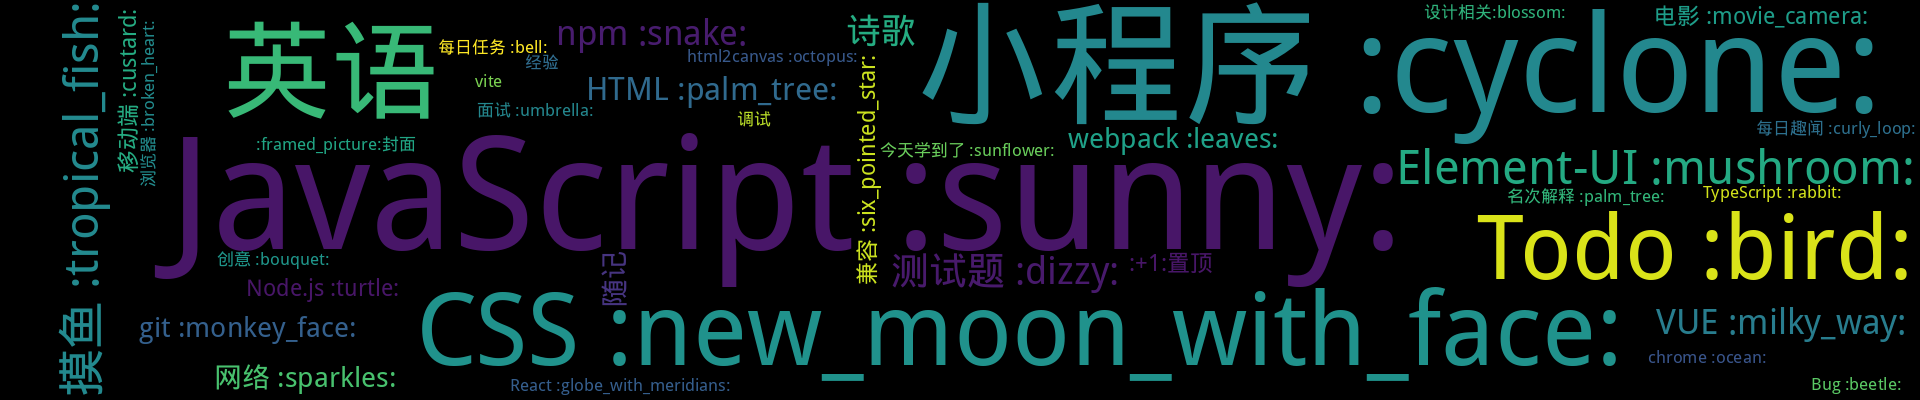 摸鱼 :tropical_fish:
移动端 :custard:
浏览器 :broken_heart:
英语
每日任务 :bell:
经验
npm :snake:
html2canvas :octopus:
诗歌
vite
HTML :palm_tree:
面试 :umbrella:
调试
:framed_picture:封面
兼容 :six_pointed_star:
小程序 :cyclone:
设计相关:blossom:
电影 :movie_camera:
每日趣闻 :curly_loop:
webpack :leaves:
今天学到了 :sunflower:
JavaScript :sunny:
Element-UI :mushroom:
名次解释 :palm_tree:
TypeScript :rabbit:
Todo :bird:
创意 :bouquet:
Node.js :turtle:
随记
测试题 :dizzy:
:+1:置顶
git :monkey_face:
CSS :new_moon_with_face:
VUE :milky_way:
chrome :ocean:
网络 :sparkles:
React :globe_with_meridians:
Bug :beetle: